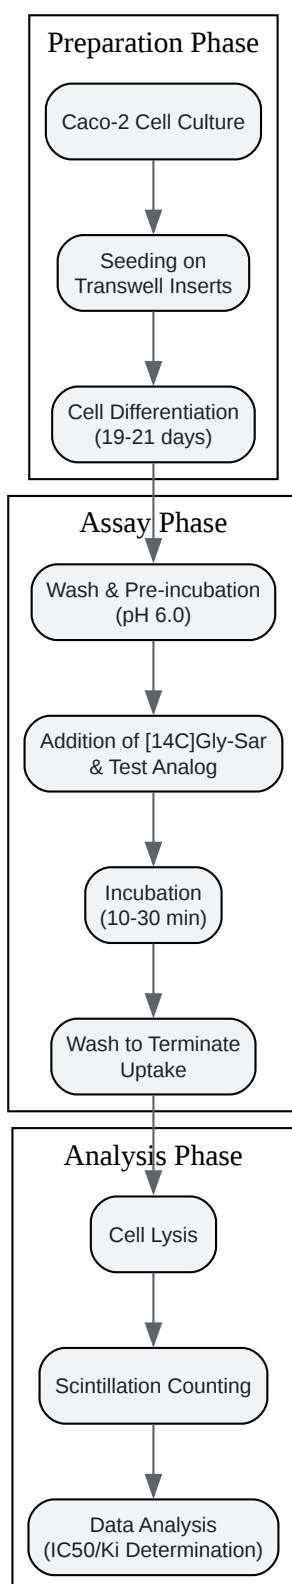 Preparation Phase
Caco-2 Cell Culture
Seeding on
Transwell Inserts
Cell Differentiation
(19-21 days)
Assay Phase
Wash & Pre-incubation
(pH 6.0)
Addition of [14C]Gly-Sar
& Test Analog
Incubation
(10-30 min)
Wash to Terminate
Uptake
Analysis Phase
Cell Lysis
Scintillation Counting
Data Analysis
(IC50/Ki Determination)